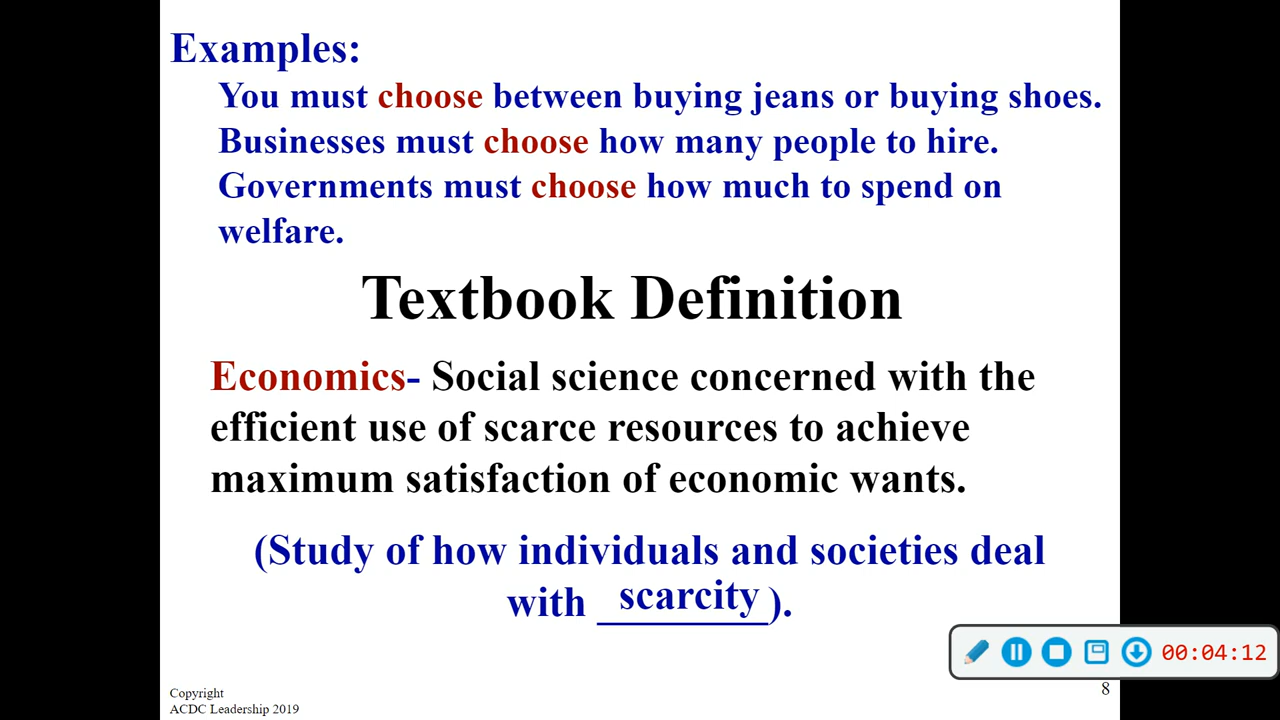 Examples:
You must choose between buying jeans or buying shoes.
Businesses must choose how many people to hire.
Governments must choose how much to spend on
welfare.
Textbook Definition
Economics- Social science concerned with the
efficient use of scarce resources to achieve
maximum satisfaction of economic wants.
(Study of how individuals and societies deal
with scarcity).
00:04:12
Copyright
ACDC Leadership 2019
8